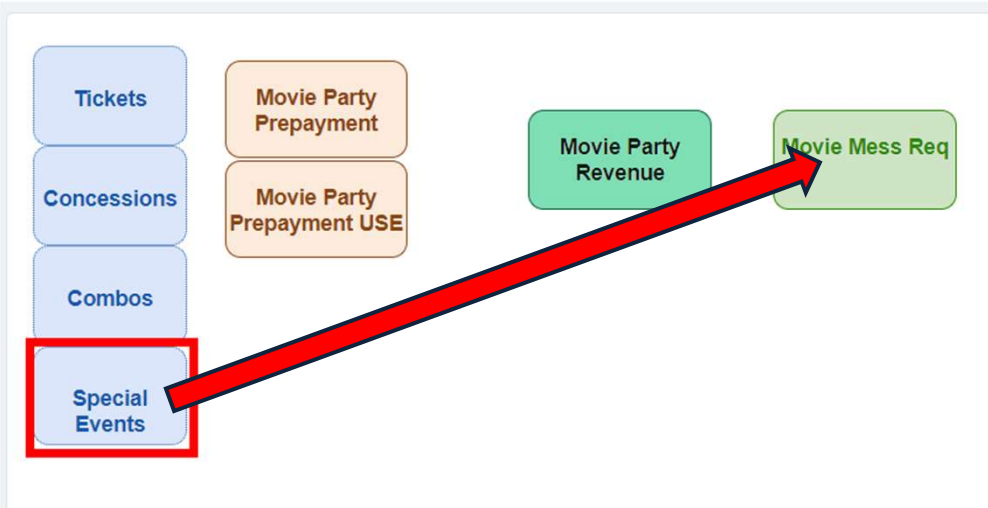 Tickets
Concessions
Combos
Special
Events
Movie Party
Prepayment
Movie Party
Prepayment USE
Movie Party
Revenue
Movie Mess Req